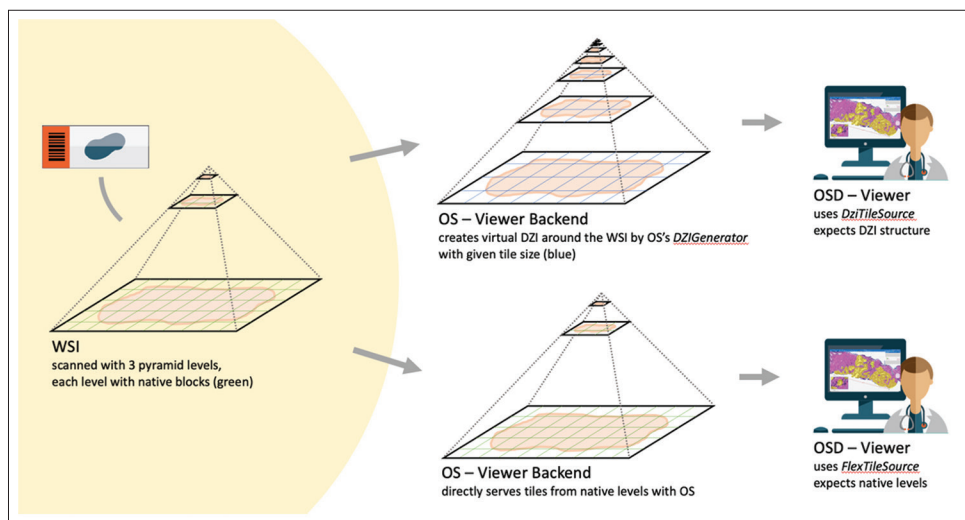 WSI
scanned with 3 pyramid levels,
each level with native blocks (green)
OS – Viewer Backend
creates virtual DZI around the WSI by OS's DZIGenerator
with given tile size (blue)
OSD – Viewer
uses DziTileSource
expects DZI structure
OS – Viewer Backend
directly serves tiles from native levels with OS
OSD – Viewer
uses FlexTileSource
expects native levels